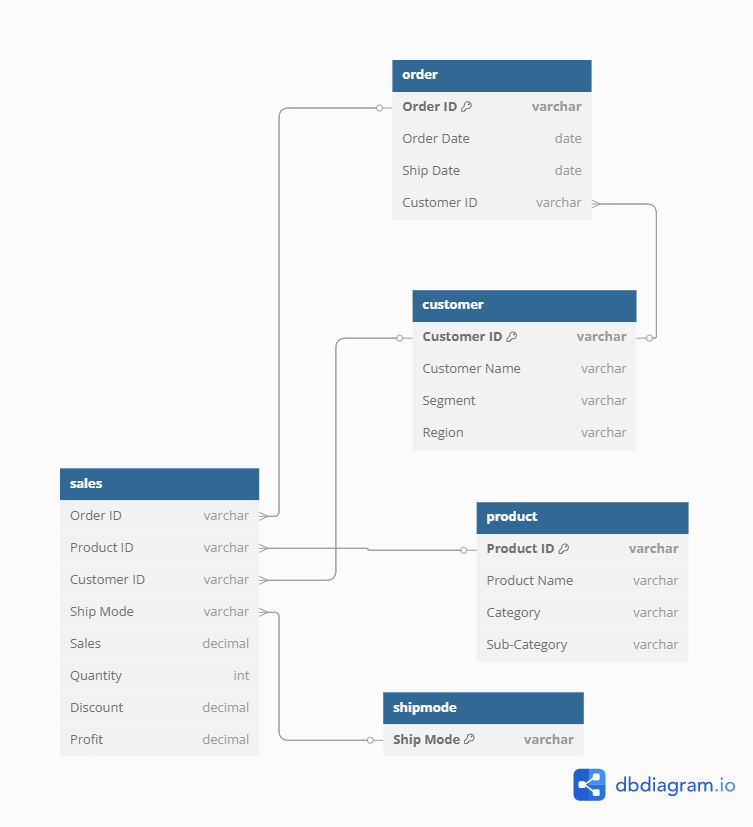 order
Order ID varchar
Order Date date
Ship Date date
Customer ID varchar
customer
Customer ID varchar
Customer Name varchar
Segment varchar
Region varchar
sales
Order ID varchar
Product ID varchar
Customer ID varchar
Ship Mode varchar
Sales decimal
Quantity int
Discount decimal
Profit decimal
product
Product ID varchar
Product Name varchar
Category varchar
Sub-Category varchar
shipmode
Ship Mode varchar
dbdiagram.io